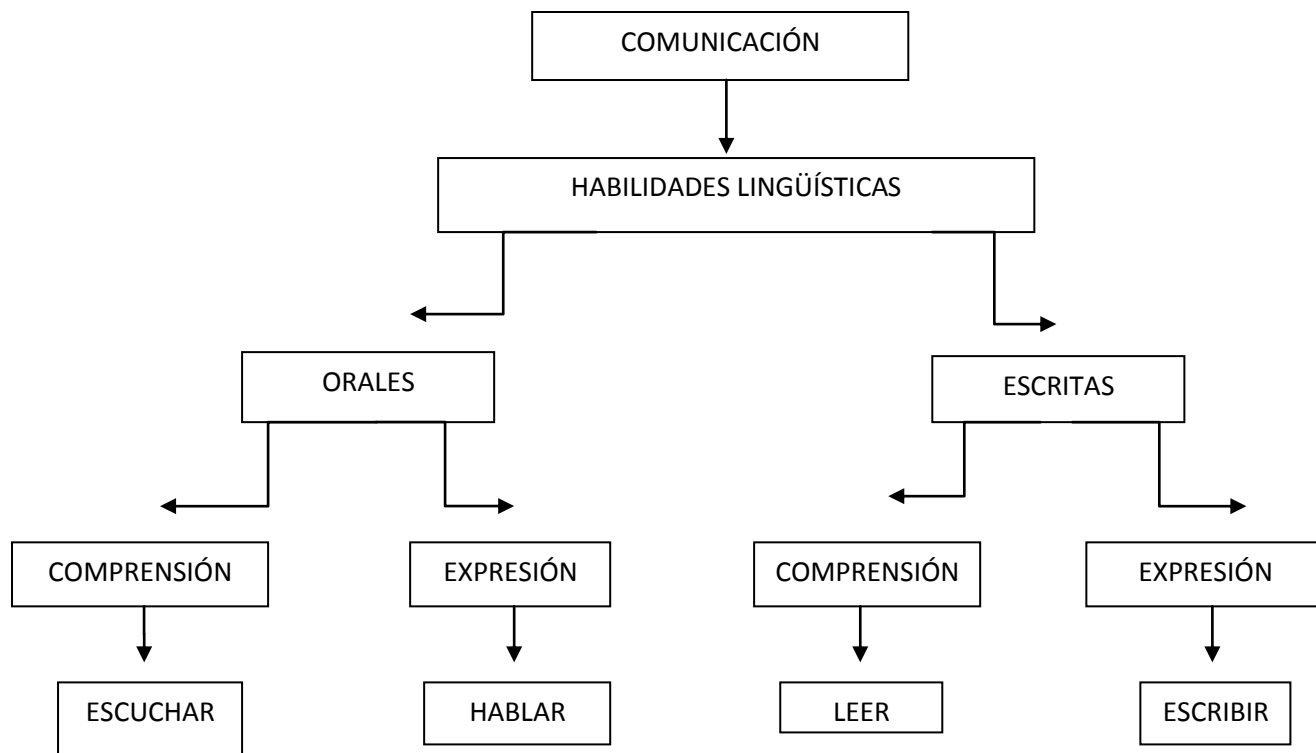 COMUNICACIÓN
HABILIDADES LINGÜÍSTICAS
ORALES
ESCRITAS
COMPRENSIÓN
EXPRESIÓN
COMPRENSIÓN
EXPRESIÓN
ESCUCHAR
HABLAR
LEER
ESCRIBIR